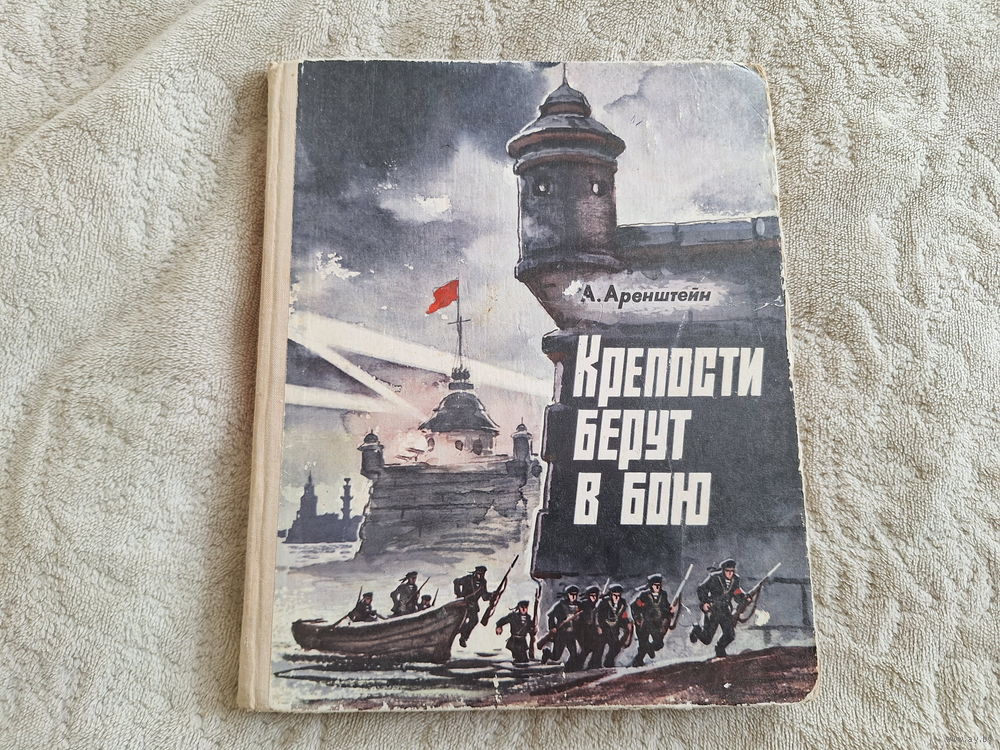 А. Аренштейн
Крепости
берут
в бою